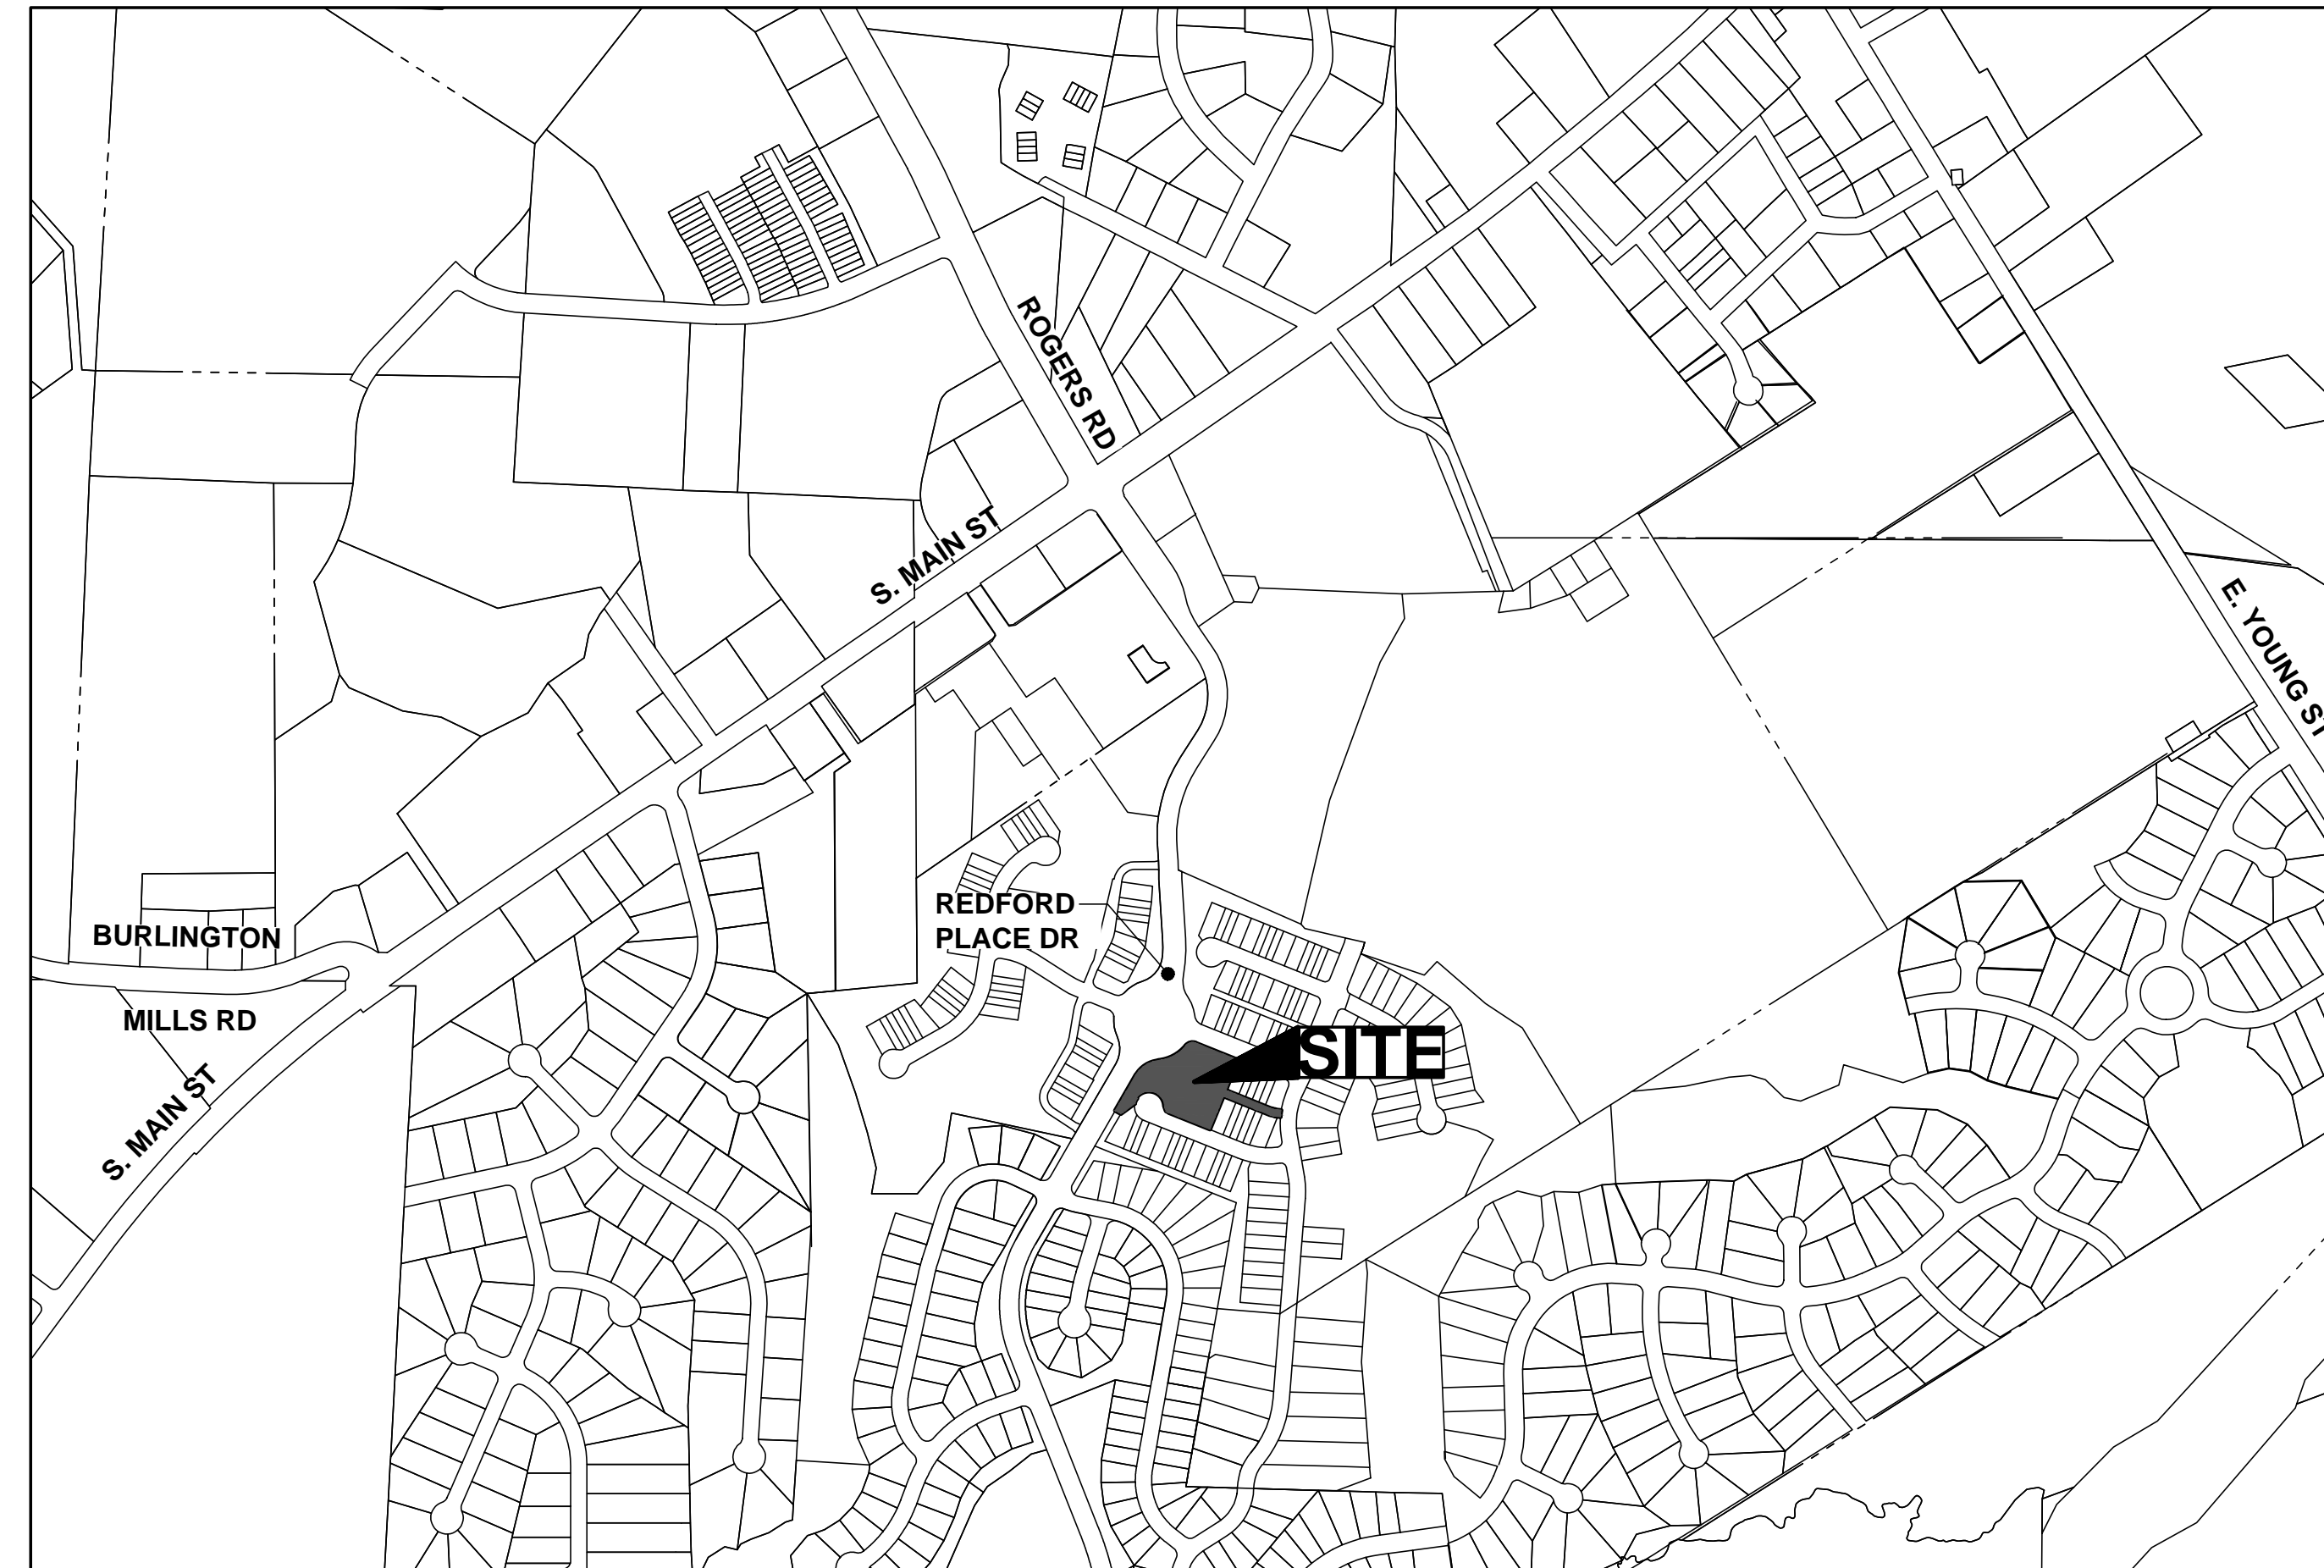 ROGERS RD
S. MAIN ST
E. YOUNG ST
REDFORD
PLACE DR
BURLINGTON
MILLS RD
SITE
S. MAIN ST